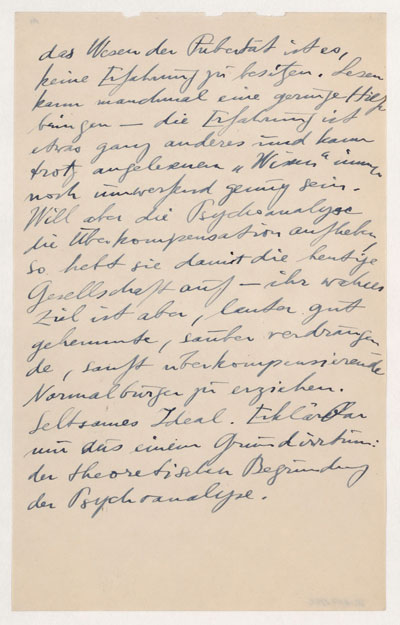 das Wesen der Pubertät ist es,
keine Erfahrung zu besitzen. Lesen
kann manchmal eine geringe Hilfe
bringen — die Erfahrung ist
etwas ganz anderes und kann
trotz angelesenen „Wissens" immer
noch umwerfend genug sein.
Will aber die Psychoanalyse
die Überkompensation aufheben,
so hebt sie damit die heutige
Gesellschaft auf — ihr wahres
Ziel ist aber, lauter gut
gehemmte, sauber verdrängen
de, sanft überkompensierende
Normalbürger zu erziehen.
Seltsames Ideal. Erklärbar
nur aus einem Grundirrtum:
der theoretischen Begründung
der Psychoanalyse.